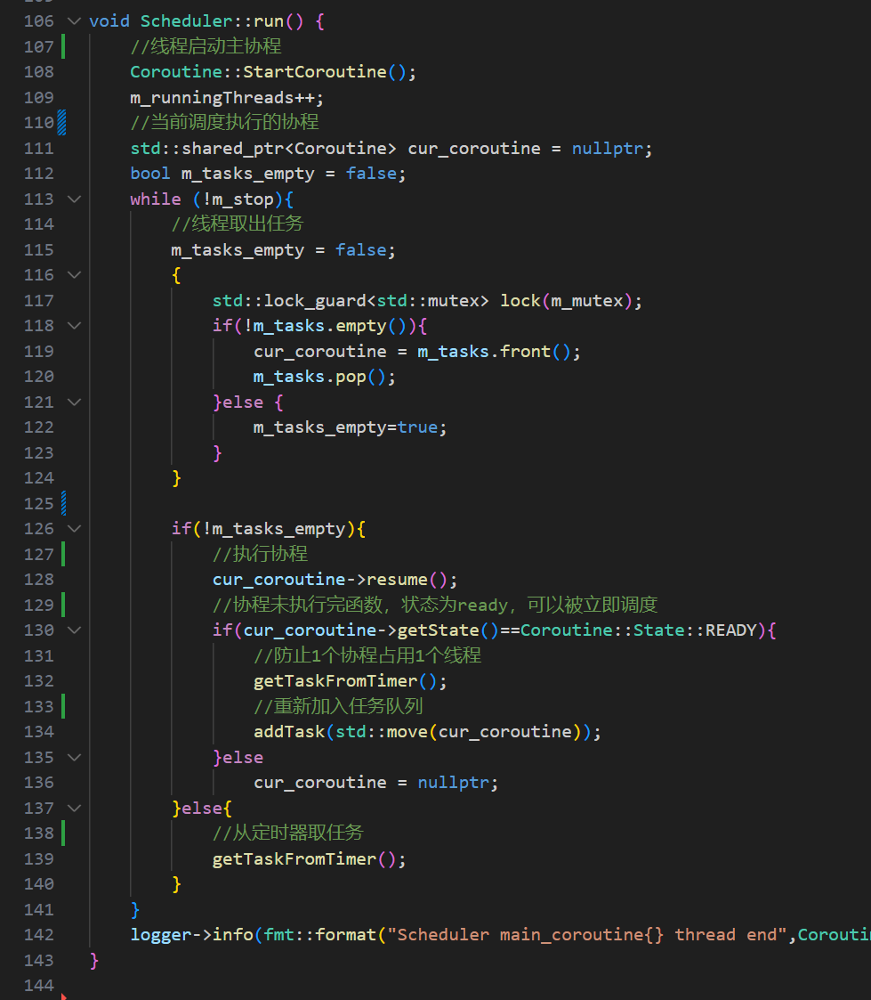 106 void Scheduler::run() {
107 //线程启动主协程
108 Coroutine::StartCoroutine();
109 m_runningThreads++;
110 //当前调度执行的协程
111 std::shared_ptr<Coroutine> cur_coroutine = nullptr;
112 bool m_tasks_empty = false;
113 while (!m_stop){
114 //线程取出任务
115 m_tasks_empty = false;
116 {
117 std::lock_guard<std::mutex> lock(m_mutex);
118 if(!m_tasks.empty()){
119 cur_coroutine = m_tasks.front();
120 m_tasks.pop();
121 }else {
122 m_tasks_empty=true;
123 }
124 }
125
126 if(!m_tasks_empty){
127 //执行协程
128 cur_coroutine->resume();
129 //协程未执行完函数，状态为ready，可以被立即调度
130 if(cur_coroutine->getState()==Coroutine::State::READY){
131 //防止1个协程占用1个线程
132 getTaskFromTimer();
133 //重新加入任务队列
134 addTask(std::move(cur_coroutine));
135 }else
136 cur_coroutine = nullptr;
137 }else{
138 //从定时器取任务
139 getTaskFromTimer();
140 }
141 }
142 logger->info(fmt::format("Scheduler main_coroutine{} thread end",Corouti
143 }
144